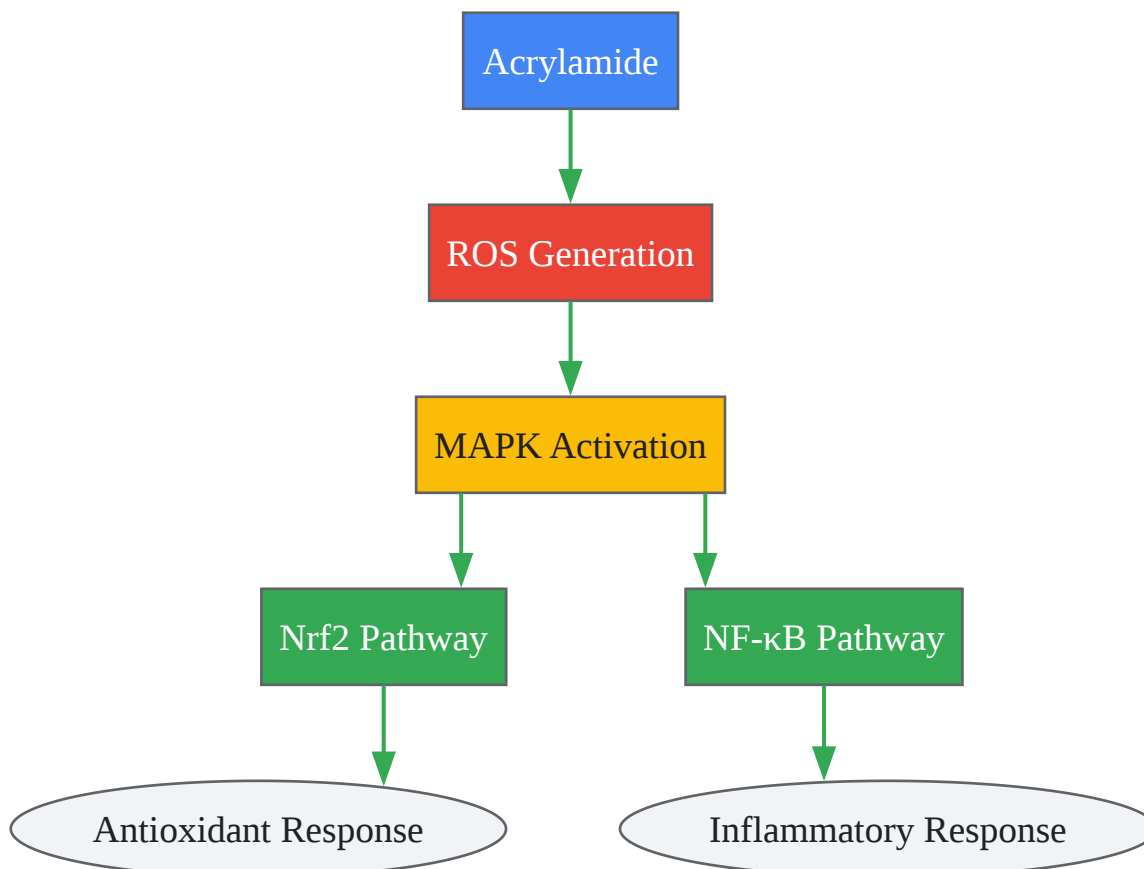 Acrylamide
ROS Generation
MAPK Activation
Nrf2 Pathway
NF-κB Pathway
Antioxidant Response
Inflammatory Response